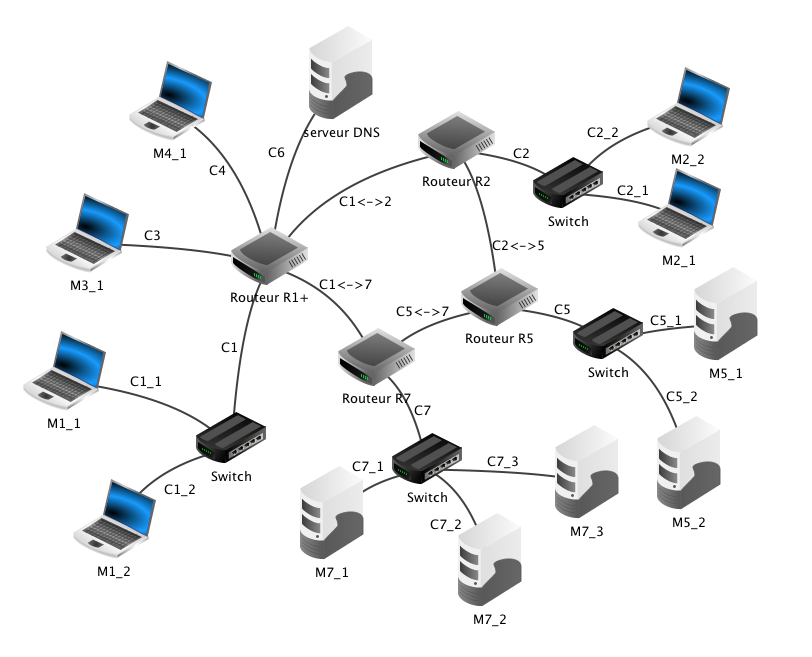 M4_1
serveur DNS
C4
C6
Routeur R2
C2
C2_2
M2_2
C2_1
Switch
M2_1
C1<->2
C3
M3_1
Routeur R1+
C2<->5
C1<->7
C5<->7
Routeur R5
C5
C5_1
Switch
M5_1
C1
Routeur R7
C1_1
M1_1
C7
C5_2
Switch
C1_2
M1_2
C7_1
Switch
C7_3
C7_2
M7_1
M7_2
M7_3
M5_2